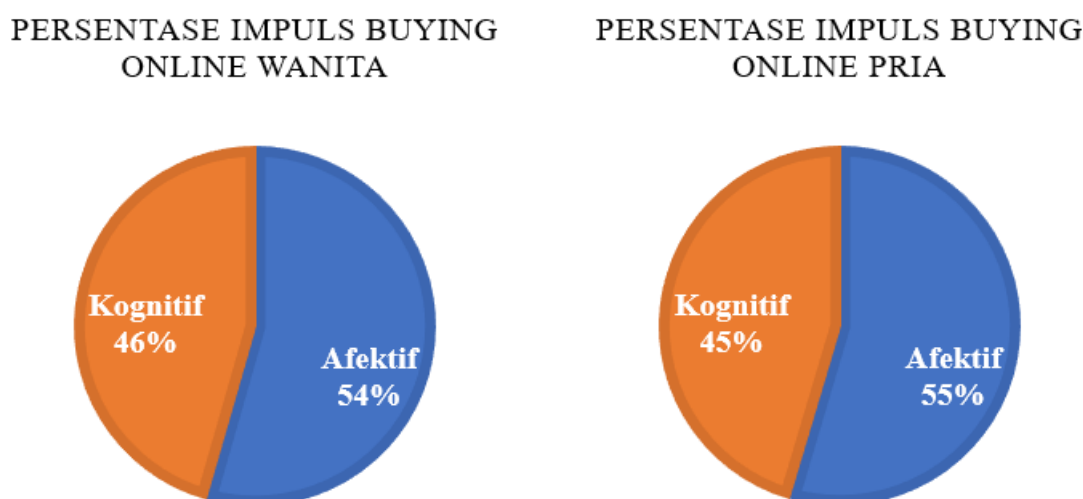 PERSENTASE IMPULS BUYING
ONLINE WANITA
Kognitif
46%
Afektif
54%
PERSENTASE IMPULS BUYING
ONLINE PRIA
Kognitif
45%
Afektif
55%